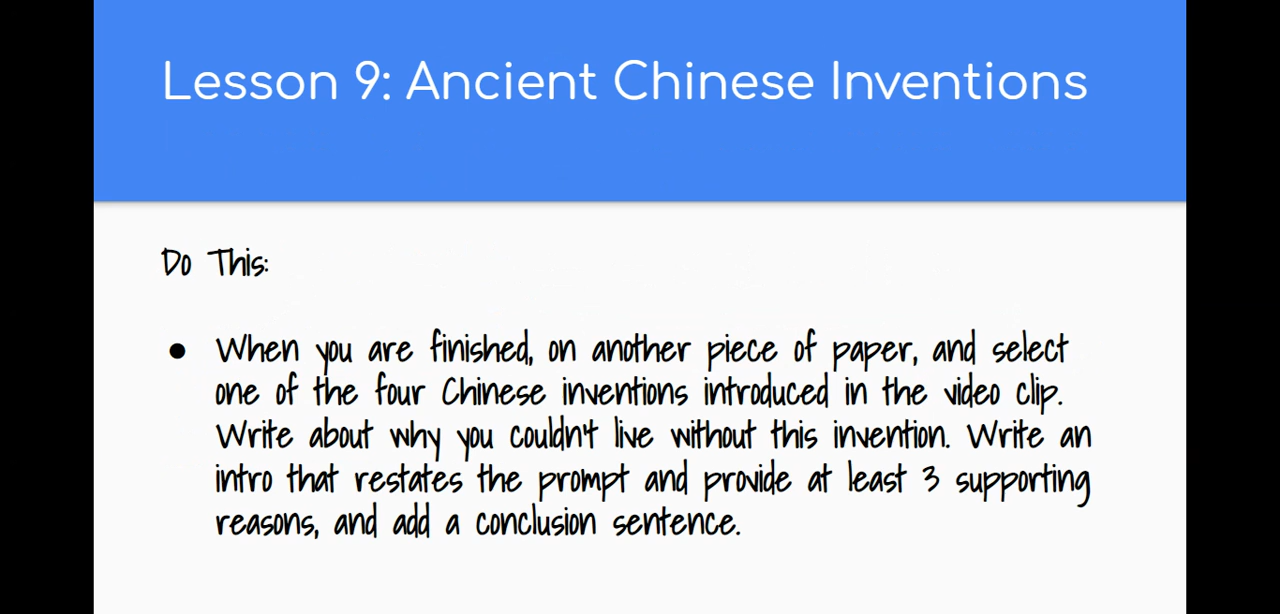 Lesson 9: Ancient Chinese Inventions
Do This:
● When you are finished, on another piece of paper, and select
one of the four Chinese inventions introduced in the video clip.
Write about why you couldn't live without this invention. Write an
intro that restates the prompt and provide at least 3 supporting
reasons, and add a conclusion sentence.